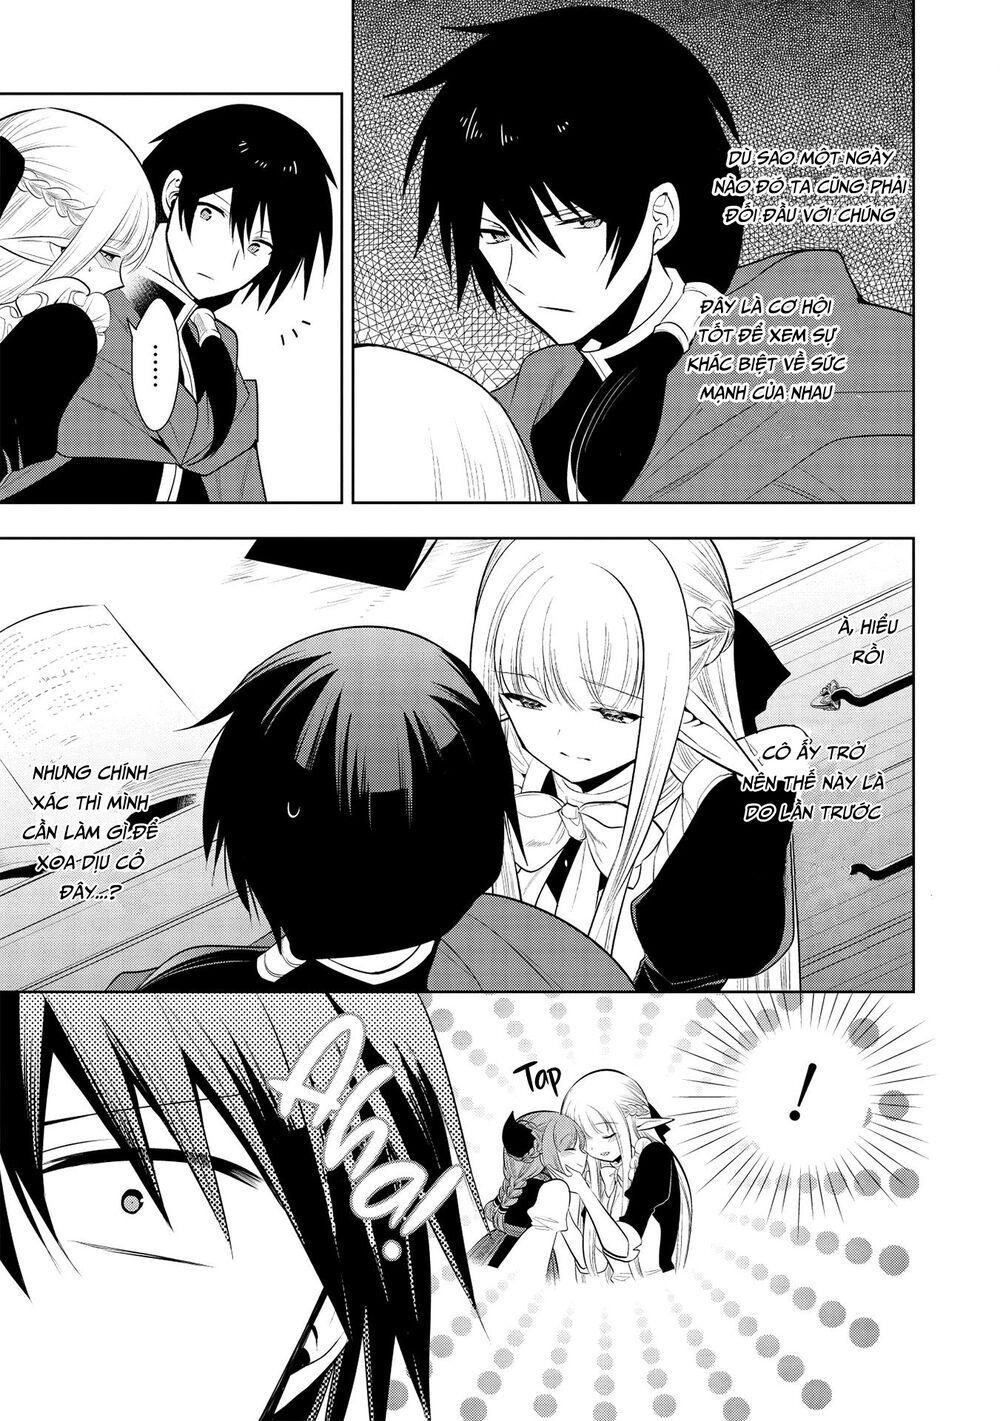 DÙ SAO MỘT NGÀY
NÀO ĐÓ TA CŨNG PHẢI
ĐỐI ĐẦU VỚI CHÚNG
ĐÂY LÀ CƠ HỘI
TỐT ĐỂ XEM SỰ
KHÁC BIỆT VỀ SỨC
MẠNH CỦA NHAU
......
À, HIỂU
RỒI
CÔ ẤY TRỞ
NÊN THẾ NÀY LÀ
DO LẦN TRƯỚC
NHƯNG CHÍNH
XÁC THÌ MÌNH
CẦN LÀM GÌ ĐỂ
XOA DỊU CỔ
ĐÂY...?
!
Tap
Aha!